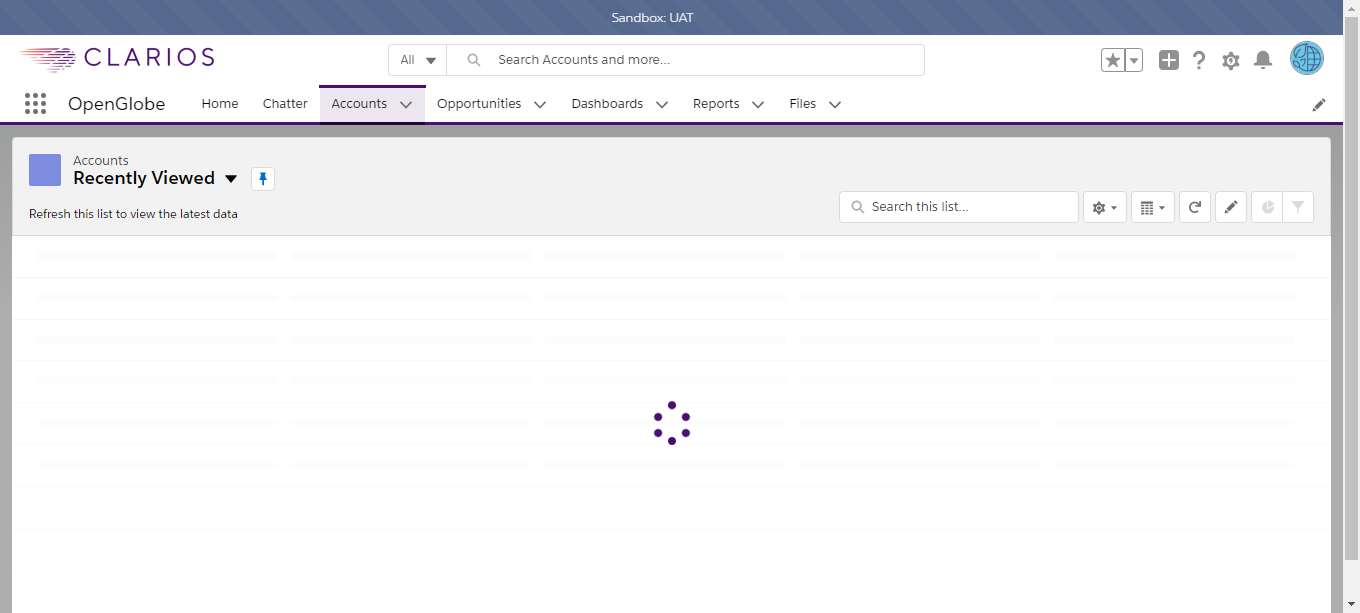 Sandbox: UAT
CLARIOS
All
Search Accounts and more...
OpenGlobe
Home
Chatter
Accounts
Opportunities
Dashboards
Reports
Files
Accounts
Recently Viewed
Refresh this list to view the latest data
Search this list...